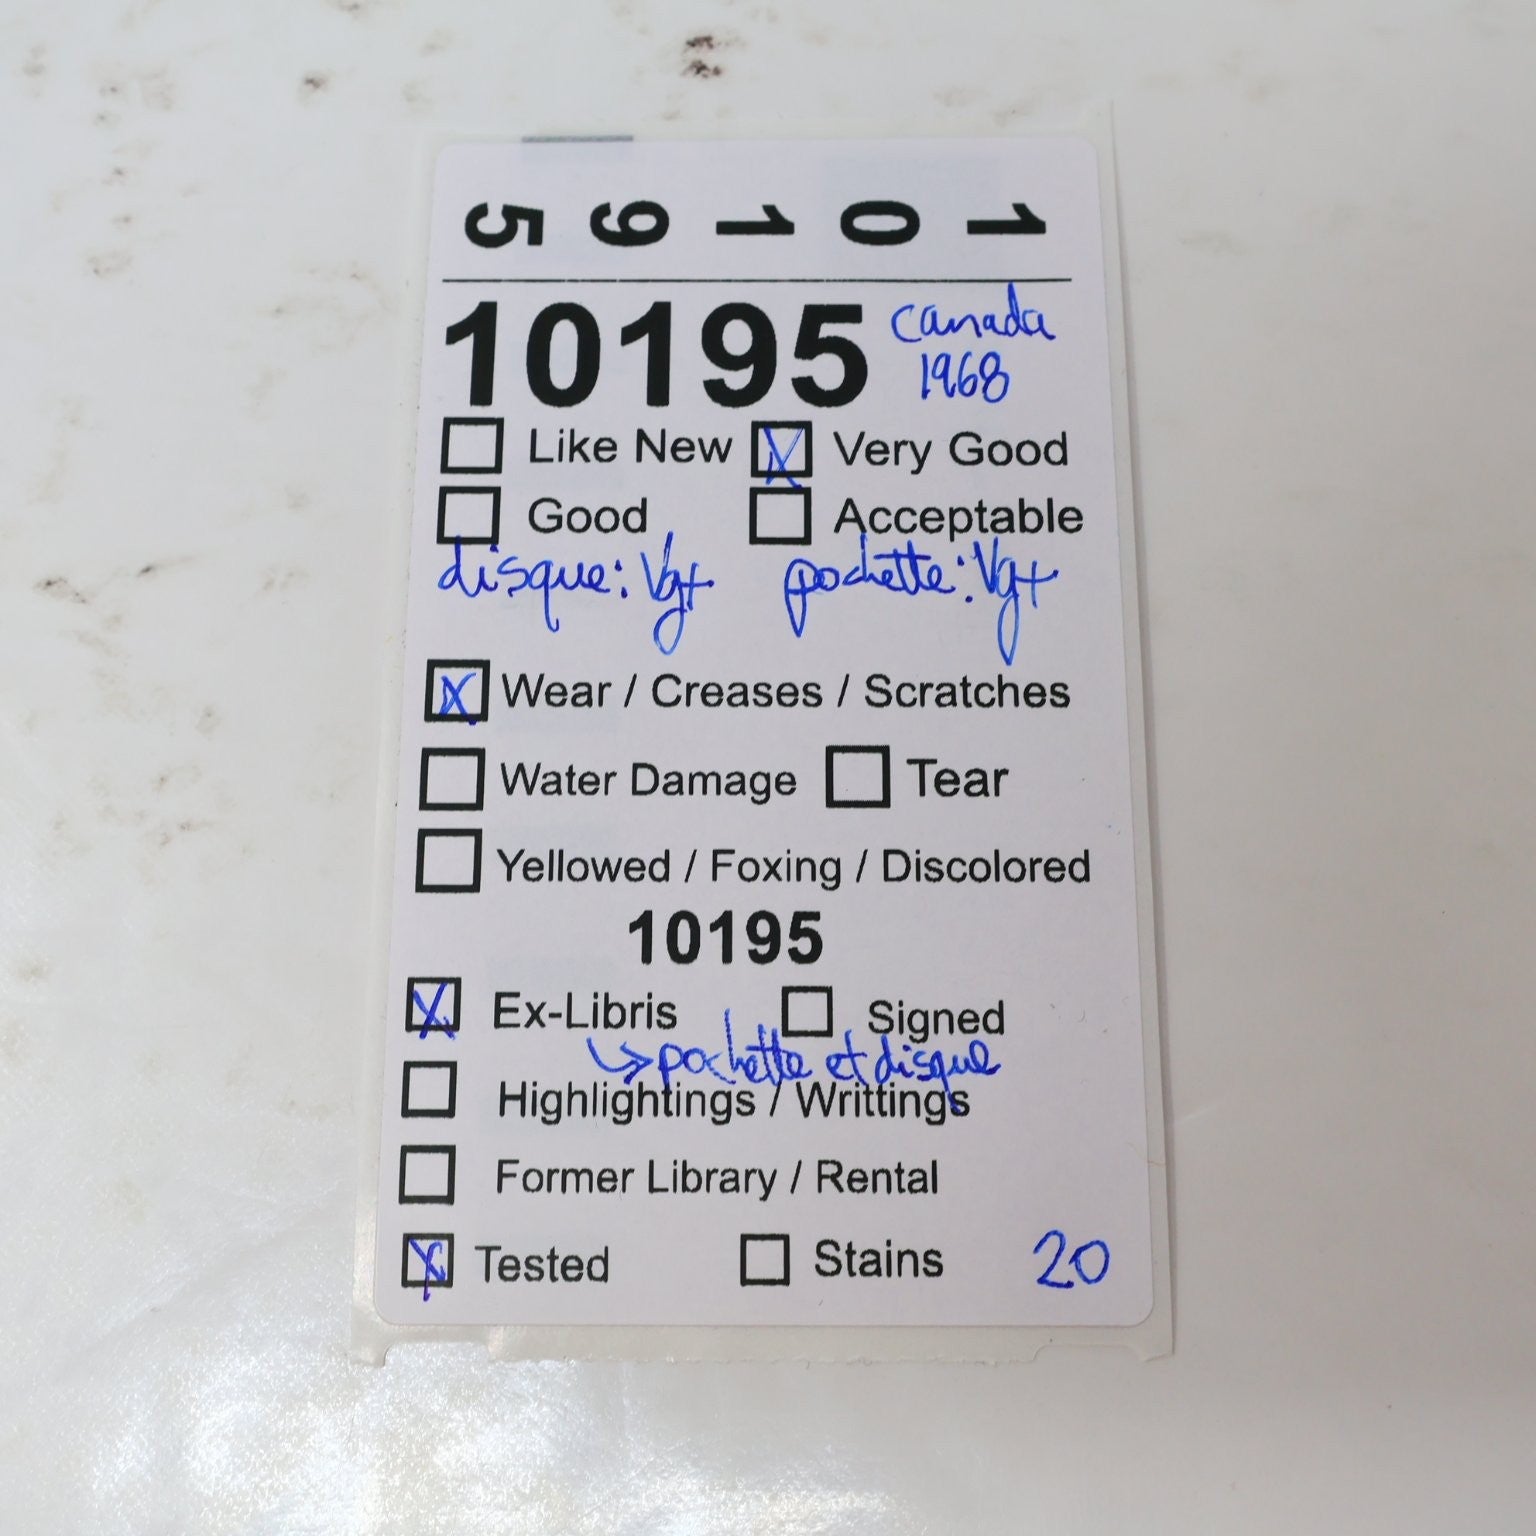 5 9 1 0 1
10195 Canada
1968
Like New Very Good
Good Acceptable
disque: Vg+ pochette: Vg+
Wear / Creases / Scratches
Water Damage Tear
Yellowed / Foxing / Discolored
10195
Ex-Libris Signed
↳ pochette et disque
Highlightings / Writtings
Former Library / Rental
Tested Stains 20